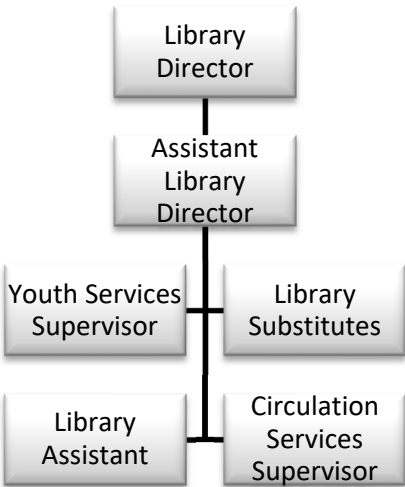 Library
Director
Assistant
Library
Director
Youth Services
Supervisor
Library
Substitutes
Library
Assistant
Circulation
Services
Supervisor